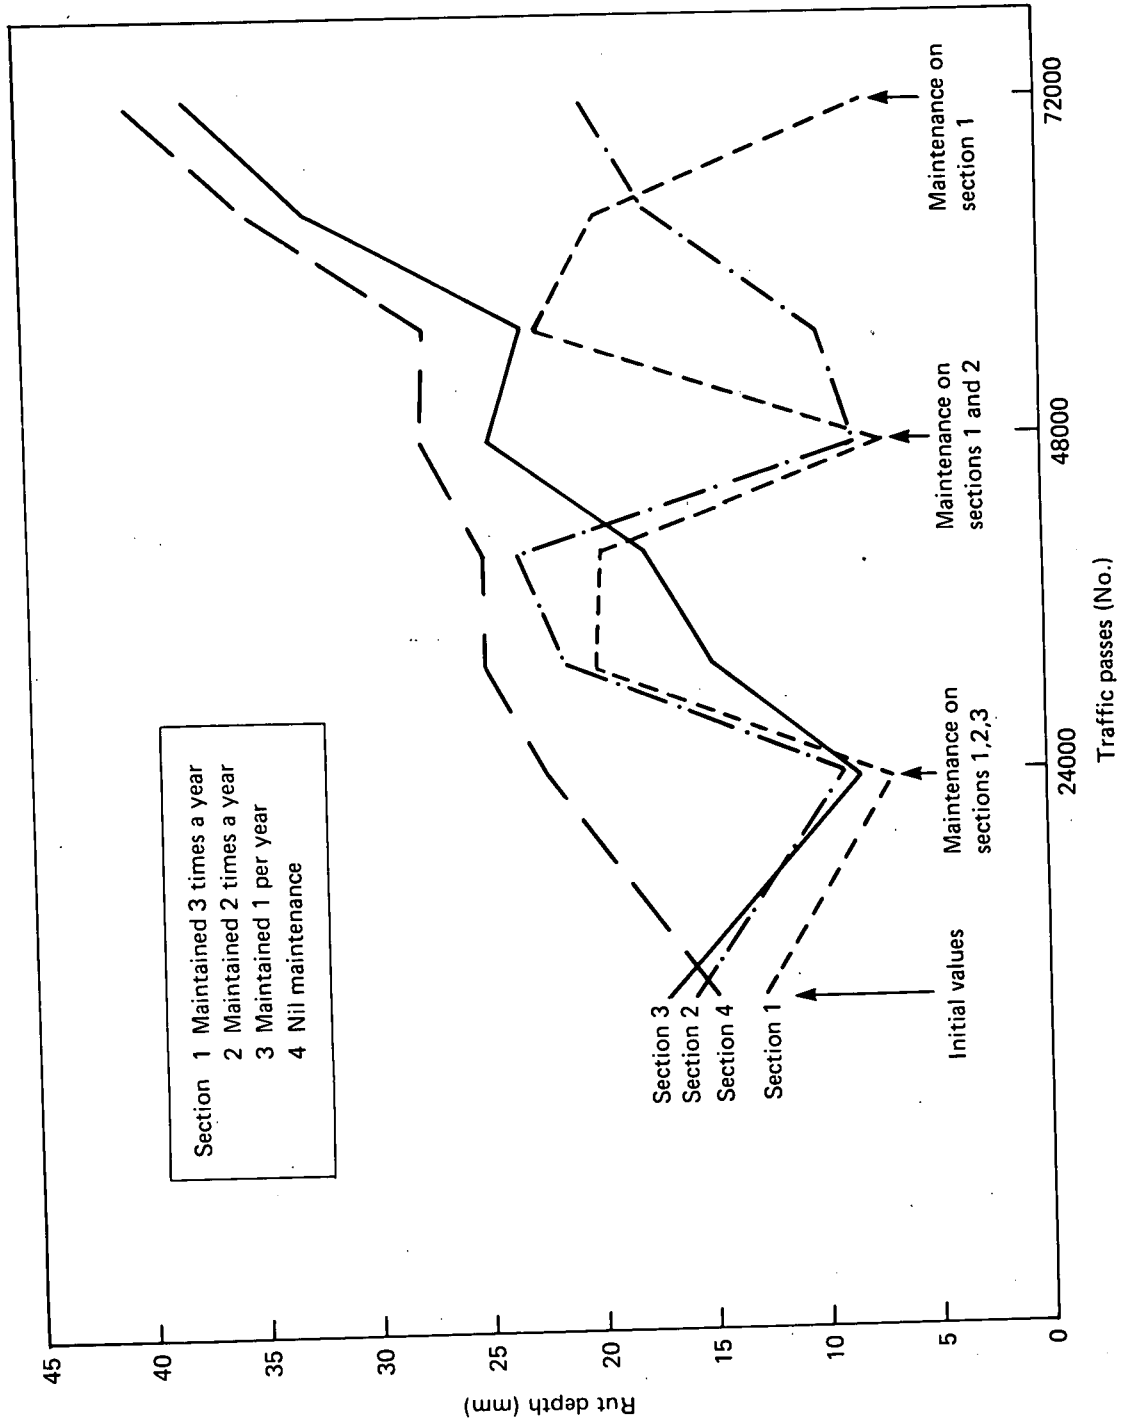 Section 1 Maintained 3 times a year
2 Maintained 2 times a year
3 Maintained 1 per year
4 Nil maintenance
Rut depth (mm)
45
40
35
30
25
20
15
10
5
0
Section 3
Section 2
Section 4
Section 1
Initial values
Maintenance on
sections 1,2,3
Maintenance on
sections 1 and 2
Maintenance on
section 1
24000
48000
72000
Traffic passes (No.)